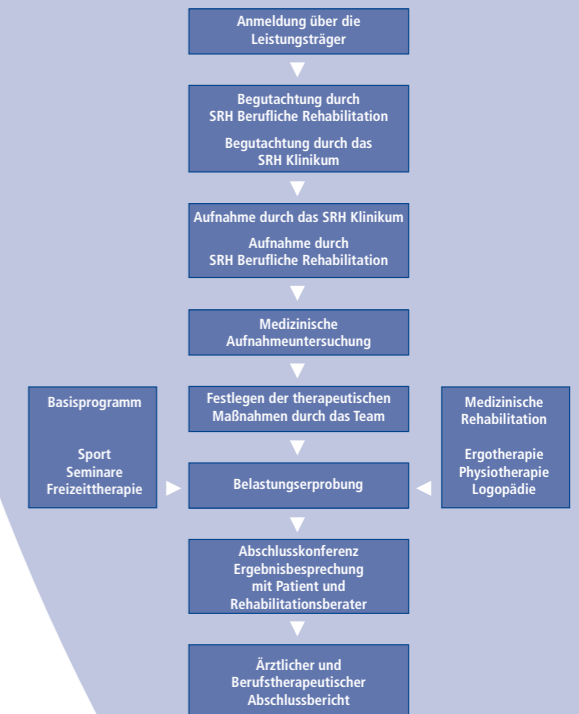 Anmeldung über die
Leistungsträger
Begutachtung durch
SRH Berufliche Rehabilitation
Begutachtung durch das
SRH Klinikum
Aufnahme durch das SRH Klinikum
Aufnahme durch
SRH Berufliche Rehabilitation
Medizinische
Aufnahmeuntersuchung
Festlegen der therapeutischen
Maßnahmen durch das Team
Basisprogramm
Sport
Seminare
Freizeittherapie
Medizinische
Rehabilitation
Ergotherapie
Physiotherapie
Logopädie
Belastungserprobung
Abschlusskonferenz
Ergebnisbesprechung
mit Patient und
Rehabilitationsberater
Ärztlicher und
Berufstherapeutischer
Abschlussbericht